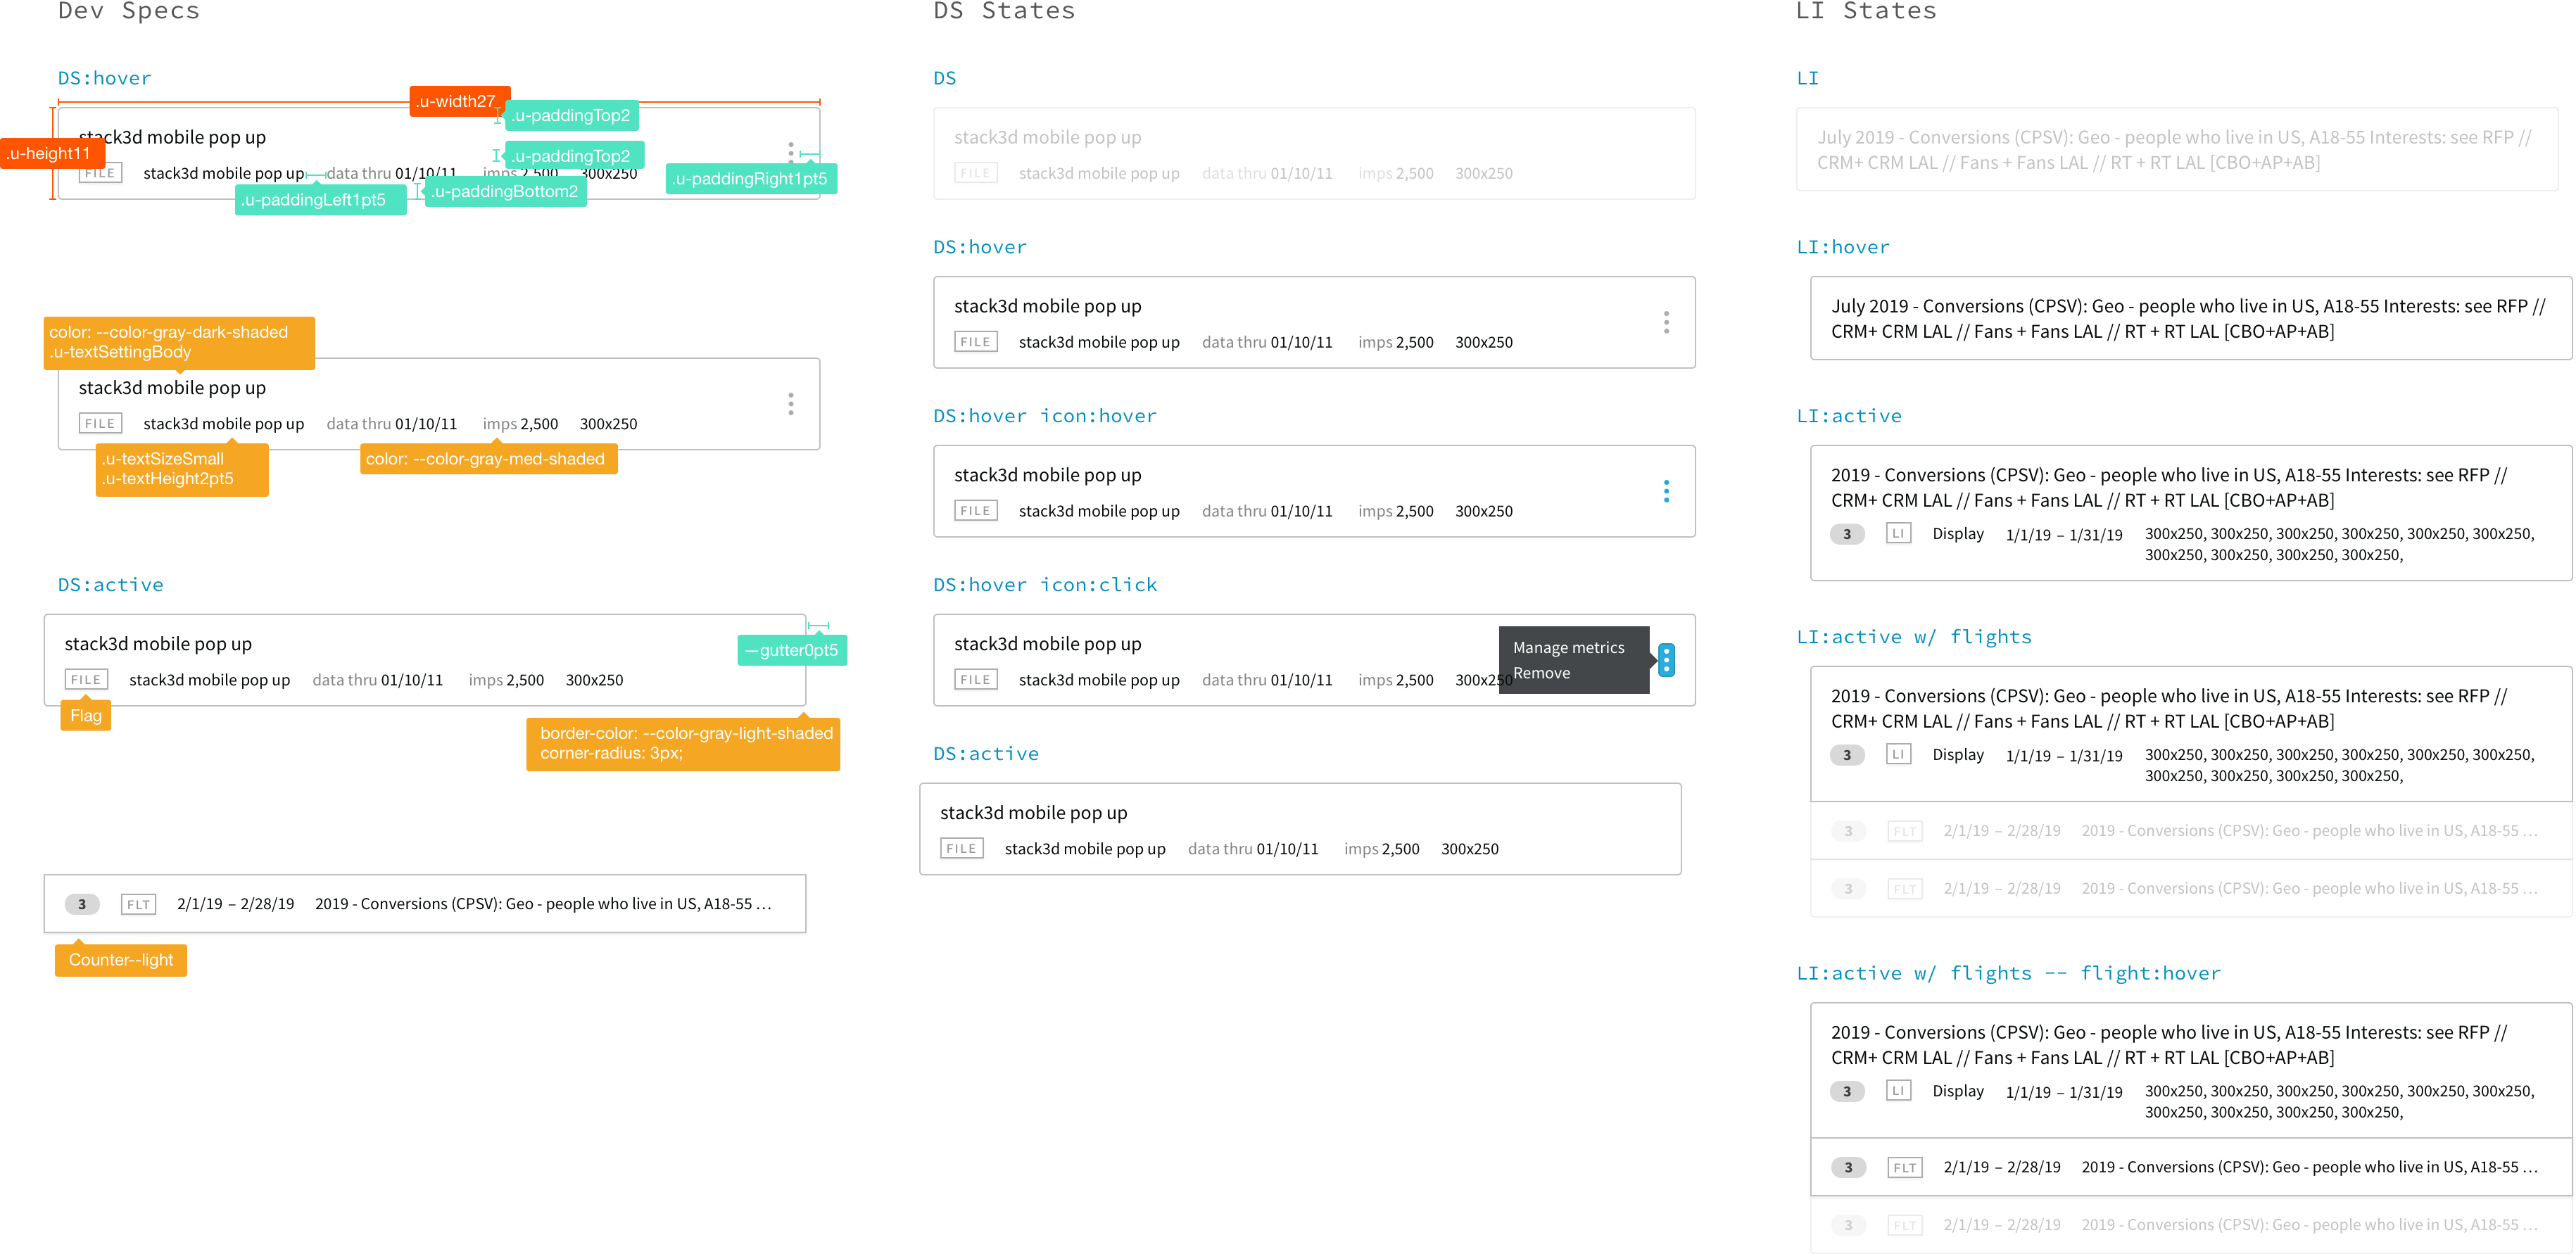 Dev Specs
DS:hover
.u-width27
.u-paddingTop2
stack3d mobile pop up
.u-height11
.u-paddingTop2
FILE
stack3d mobile pop up
data thru 01/10/11
imps 2,500
300x250
.u-paddingRight1pt5
.u-paddingLeft1pt5
.u-paddingBottom2
color: --color-gray-dark-shaded
.u-textSettingBody
stack3d mobile pop up
FILE stack3d mobile pop up data thru 01/10/11 imps 2,500 300x250
.u-textSizeSmall
.u-textHeight2pt5
color: --color-gray-med-shaded
DS:active
stack3d mobile pop up
—gutter0pt5
FILE stack3d mobile pop up data thru 01/10/11 imps 2,500 300x250
Flag
border-color: --color-gray-light-shaded
corner-radius: 3px;
3 FLT 2/1/19 – 2/28/19 2019 - Conversions (CPSV): Geo - people who live in US, A18-55 …
Counter--light
DS States
DS
stack3d mobile pop up
FILE stack3d mobile pop up data thru 01/10/11 imps 2,500 300x250
DS:hover
stack3d mobile pop up
FILE stack3d mobile pop up data thru 01/10/11 imps 2,500 300x250
DS:hover icon:hover
stack3d mobile pop up
FILE stack3d mobile pop up data thru 01/10/11 imps 2,500 300x250
DS:hover icon:click
stack3d mobile pop up
Manage metrics
Remove
FILE stack3d mobile pop up data thru 01/10/11 imps 2,500 300x250
DS:active
stack3d mobile pop up
FILE stack3d mobile pop up data thru 01/10/11 imps 2,500 300x250
LI States
LI
July 2019 - Conversions (CPSV): Geo - people who live in US, A18-55 Interests: see RFP //
CRM+ CRM LAL // Fans + Fans LAL // RT + RT LAL [CBO+AP+AB]
LI:hover
July 2019 - Conversions (CPSV): Geo - people who live in US, A18-55 Interests: see RFP //
CRM+ CRM LAL // Fans + Fans LAL // RT + RT LAL [CBO+AP+AB]
LI:active
2019 - Conversions (CPSV): Geo - people who live in US, A18-55 Interests: see RFP //
CRM+ CRM LAL // Fans + Fans LAL // RT + RT LAL [CBO+AP+AB]
3 LI Display 1/1/19 – 1/31/19 300x250, 300x250, 300x250, 300x250, 300x250, 300x250,
300x250, 300x250, 300x250, 300x250,
LI:active w/ flights
2019 - Conversions (CPSV): Geo - people who live in US, A18-55 Interests: see RFP //
CRM+ CRM LAL // Fans + Fans LAL // RT + RT LAL [CBO+AP+AB]
3 LI Display 1/1/19 – 1/31/19 300x250, 300x250, 300x250, 300x250, 300x250, 300x250,
300x250, 300x250, 300x250, 300x250,
3 FLT 2/1/19 – 2/28/19 2019 - Conversions (CPSV): Geo - people who live in US, A18-55 …
3 FLT 2/1/19 – 2/28/19 2019 - Conversions (CPSV): Geo - people who live in US, A18-55 …
LI:active w/ flights -- flight:hover
2019 - Conversions (CPSV): Geo - people who live in US, A18-55 Interests: see RFP //
CRM+ CRM LAL // Fans + Fans LAL // RT + RT LAL [CBO+AP+AB]
3 LI Display 1/1/19 – 1/31/19 300x250, 300x250, 300x250, 300x250, 300x250, 300x250,
300x250, 300x250, 300x250, 300x250,
3 FLT 2/1/19 – 2/28/19 2019 - Conversions (CPSV): Geo - people who live in US, A18-55 …
3 FLT 2/1/19 – 2/28/19 2019 - Conversions (CPSV): Geo - people who live in US, A18-55 …